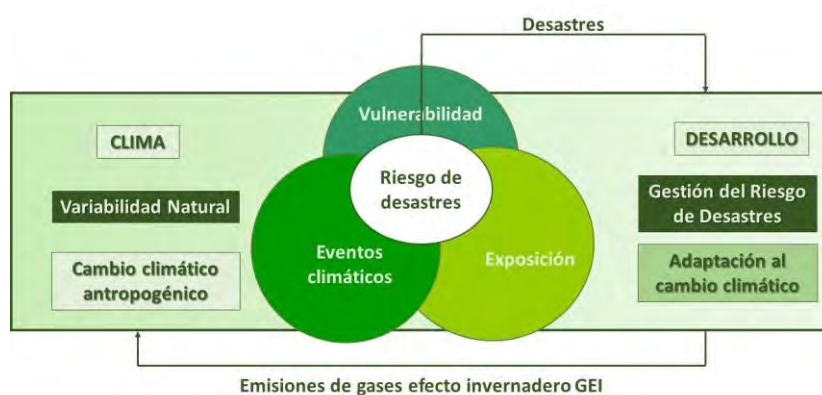 Desastres
Vulnerabilidad
CLIMA
DESARROLLO
Riesgo de
desastres
Variabilidad Natural
Gestión del Riesgo
de Desastres
Eventos
climáticos
Exposición
Cambio climático
antropogénico
Adaptación al
cambio climático
Emisiones de gases efecto invernadero GEI